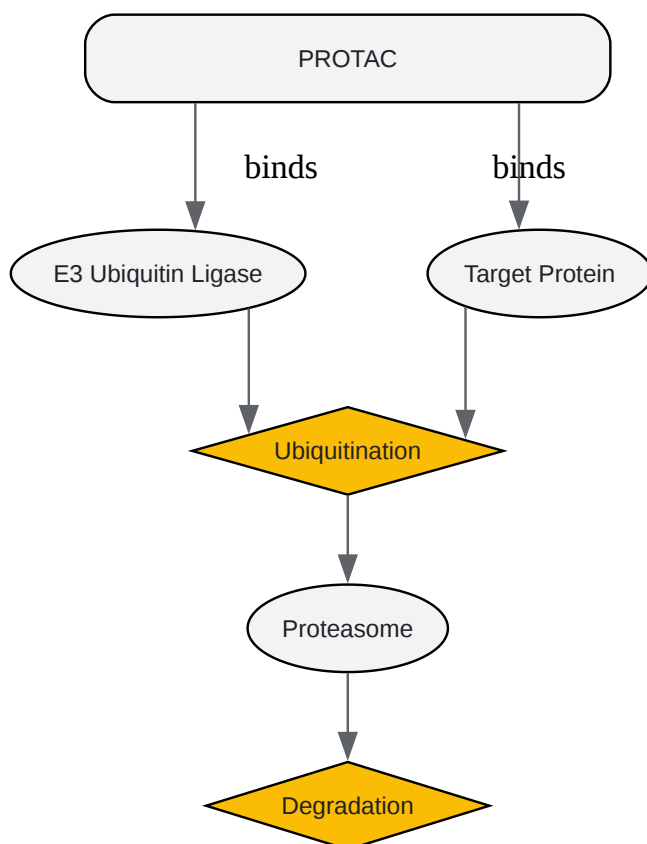 PROTAC
binds
binds
E3 Ubiquitin Ligase
Target Protein
Ubiquitination
Proteasome
Degradation